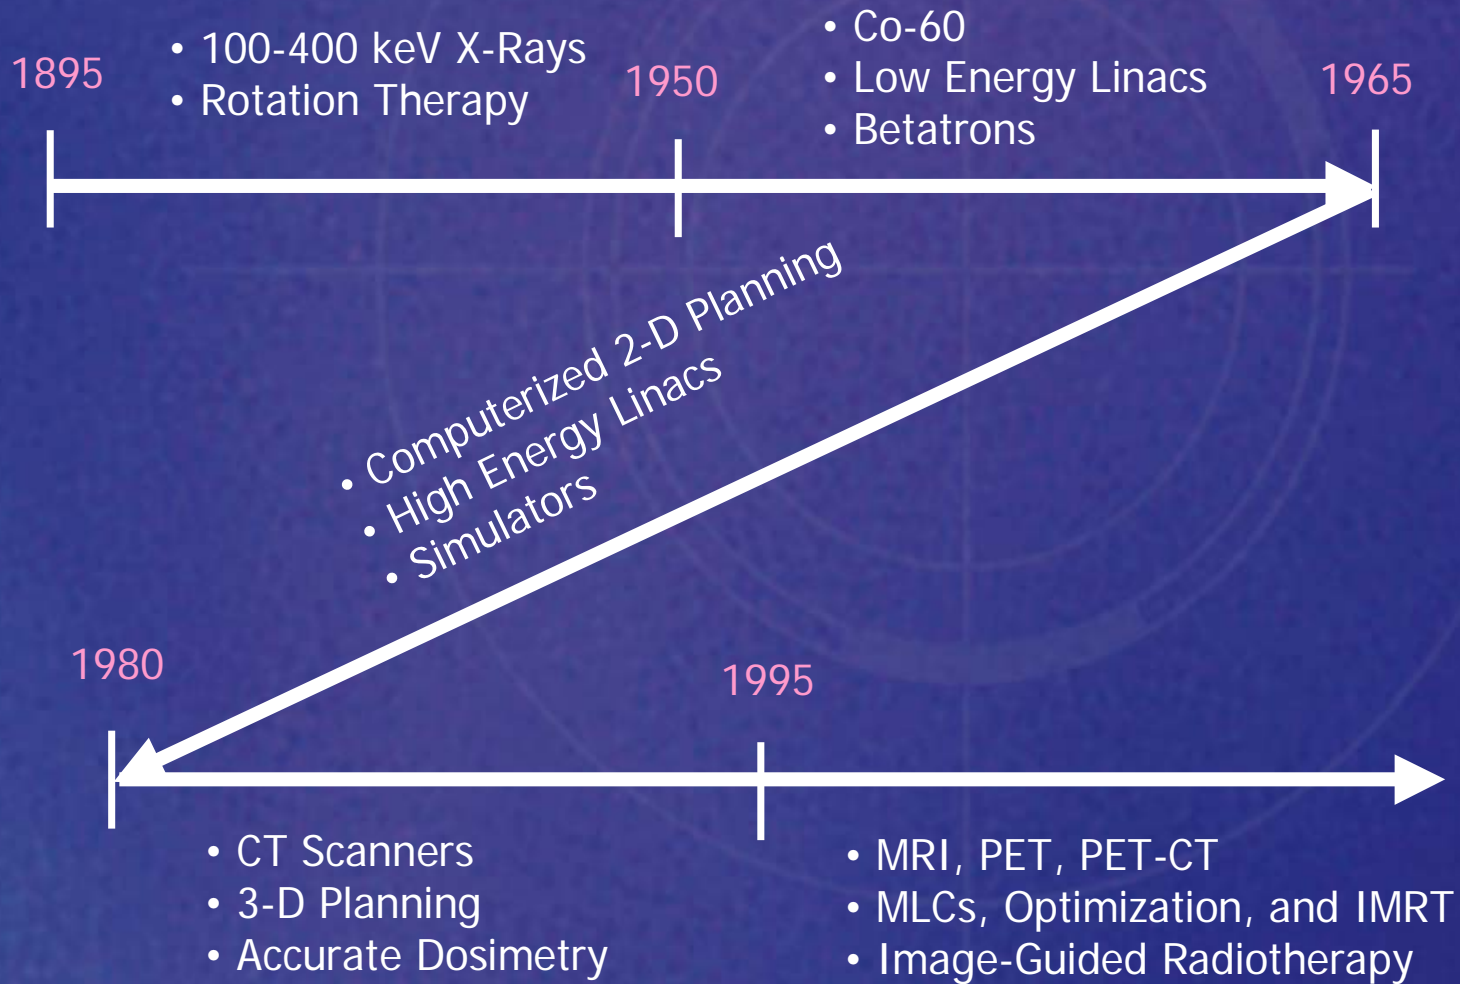 1895
• 100-400 keV X-Rays
• Rotation Therapy
1950
• Co-60
• Low Energy Linacs
• Betatrons
1965
• Computerized 2-D Planning
• High Energy Linacs
• Simulators
1980
1995
• CT Scanners
• 3-D Planning
• Accurate Dosimetry
• MRI, PET, PET-CT
• MLCs, Optimization, and IMRT
• Image-Guided Radiotherapy